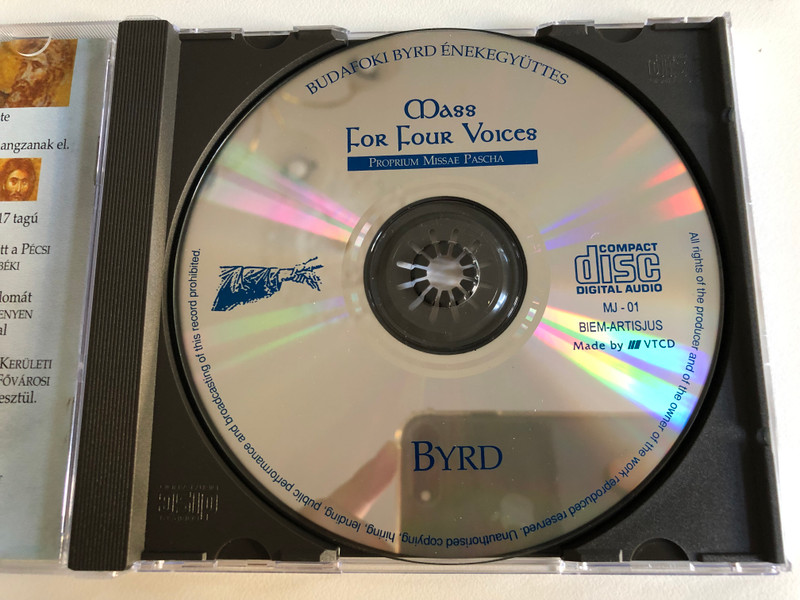 te
angzanak el.
17 tagú
tt a PÉCSI
BÉKI
lomát
ENYEN
al
KERÜLETI
FŐVÁROSI
esztül.
BUDAFOKI BYRD ÉNEKEGYÜTTES
Mass
For Four Voices
PROPRIUM MISSAE PASCHA
COMPACT
disc
DIGITAL AUDIO
MJ - 01
BIEM-ARTISJUS
Made by VTCD
BYRD
All rights of the producer and of the owner of the work reproduced reserved. Unauthorised copying, hiring, lending, public performance and broadcasting of this record prohibited.